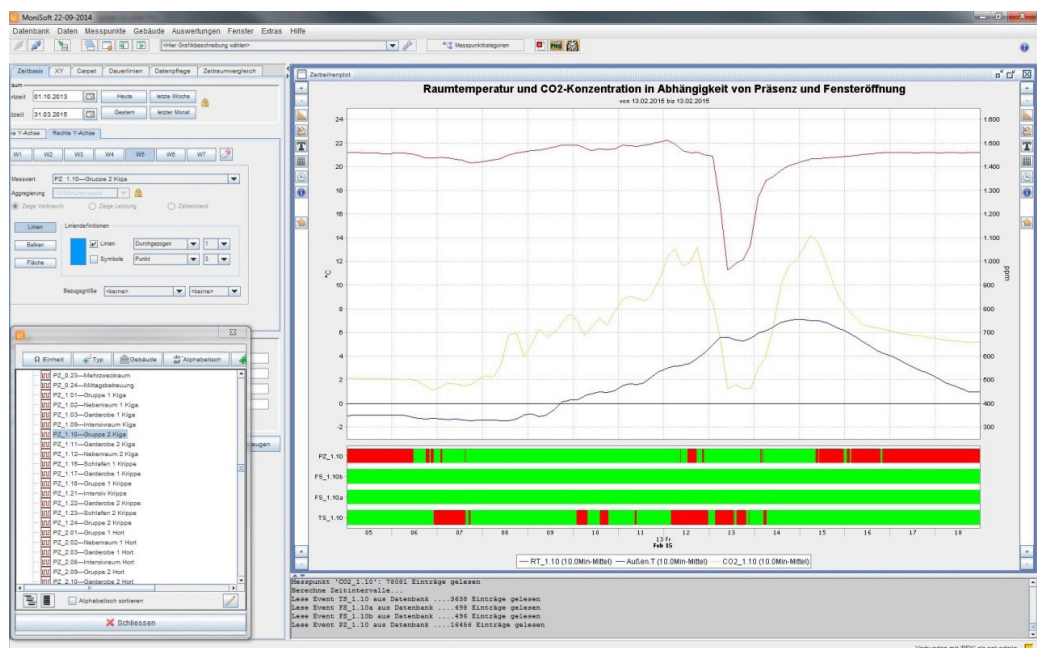 MoniSoft 22-09-2014
Datenbank Daten Messpunkte Gebäude Auswertungen Fenster Extras Hilfe
<Hier Grafikbeschreibung wählen>
Messpunktkategorien
PNG
Zeitbasis XY Carpet Dauerlinien Datenpflege Zeitraumvergleich
raum
rtzeit 01.10.2013 Heute letzte Woche
dzeit 31.03.2015 Gestern letzter Monat
ke Y-Achse Rechte Y-Achse
W1 W2 W3 W4 W5 W6 W7
Messwert PZ_1.10—Gruppe 2 Kiga
Aggregierung
Zeige Verbrauch Zeige Leistung Zählerstand
Linien Liniendefinitionen
Balken Linien Durchgezogen 1
Fläche Symbole Punkt 3
Bezugsgröße <keine> <keine>
eugen
Einheit Typ Gebäude Alphabetisch
PZ_0.23—Mehrzweckraum
PZ_0.24—Mittagsbetreuung
PZ_1.01—Gruppe 1 Kiga
PZ_1.02—Nebenraum 1 Kiga
PZ_1.03—Garderobe 1 Kiga
PZ_1.09—Intensivraum Kiga
PZ_1.10—Gruppe 2 Kiga
PZ_1.11—Garderobe 2 Kiga
PZ_1.12—Nebenraum 2 Kiga
PZ_1.16—Schlafen 1 Krippe
PZ_1.17—Garderobe 1 Krippe
PZ_1.18—Gruppe 1 Krippe
PZ_1.21—Intensiv Krippe
PZ_1.22—Garderobe 2 Krippe
PZ_1.23—Schlafen 2 Krippe
PZ_1.24—Gruppe 2 Krippe
PZ_2.01—Gruppe 1 Hort
PZ_2.02—Nebenraum 1 Hort
PZ_2.03—Garderobe 1 Hort
PZ_2.08—Intensivraum Hort
PZ_2.09—Gruppe 2 Hort
PZ_2.10—Garderobe 2 Hort
Alphabetisch sortieren
Schliessen
Zeitreihenplot
Raumtemperatur und CO2-Konzentration in Abhängigkeit von Präsenz und Fensteröffnung
von 13.02.2015 bis 13.02.2015
24
22
20
18
16
14
12
10
8
6
4
2
0
-2
°C
1.600
1.500
1.400
1.300
1.200
1.100
1.000
900
800
700
600
500
400
300
ppm
PZ_1.10
FS_1.10b
FS_1.10a
TS_1.10
05 06 07 08 09 10 11 12 13 14 15 16 17 18
13 Fr
Feb 15
RT_1.10 (10.0Min-Mittel) Außen.T (10.0Min-Mittel) CO2_1.10 (10.0Min-Mittel)
Messpunkt 'CO2_1.10': 78081 Einträge gelesen
Berechne Zeitintervalle...
Lese Event TS_1.10 aus Datenbank ....3638 Einträge gelesen
Lese Event FS_1.10a aus Datenbank ....498 Einträge gelesen
Lese Event FS_1.10b aus Datenbank ....496 Einträge gelesen
Lese Event PZ_1.10 aus Datenbank ....16456 Einträge gelesen